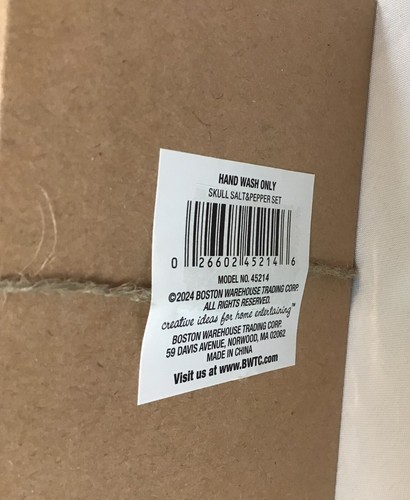 HAND WASH ONLY
SKULL SALT&PEPPER SET
0 26602 45214 6
MODEL NO. 45214
©2024 BOSTON WAREHOUSE TRADING CORP.
ALL RIGHTS RESERVED.
creative ideas for home entertaining™
BOSTON WAREHOUSE TRADING CORP.
59 DAVIS AVENUE, NORWOOD, MA 02062
MADE IN CHINA
Visit us at www.BWTC.com